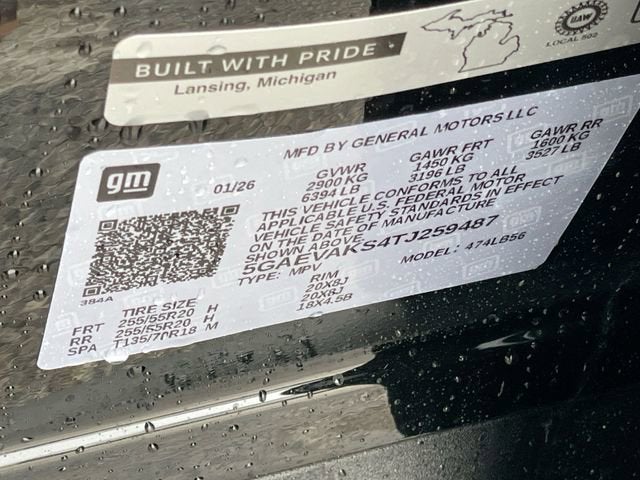 BUILT WITH PRIDE
Lansing, Michigan
UAW
LOCAL 602
gm
01/26
MFD BY GENERAL MOTORS LLC
GVWR GAWR FRT GAWR RR
2900 KG 1450 KG 1600 KG
6394 LB 3196 LB 3527 LB
THIS VEHICLE CONFORMS TO ALL
APPLICABLE U.S. FEDERAL MOTOR
VEHICLE SAFETY STANDARDS IN EFFECT
ON THE DATE OF MANUFACTURE
SHOWN ABOVE.
5GAEVAKS4TJ259487
TYPE: MPV MODEL: 474LB56
384A
TIRE SIZE RIM
FRT 255/55R20 H 20X8J
RR 255/55R20 H 20X8J
SPA T135/70R18 M 18X4.5B